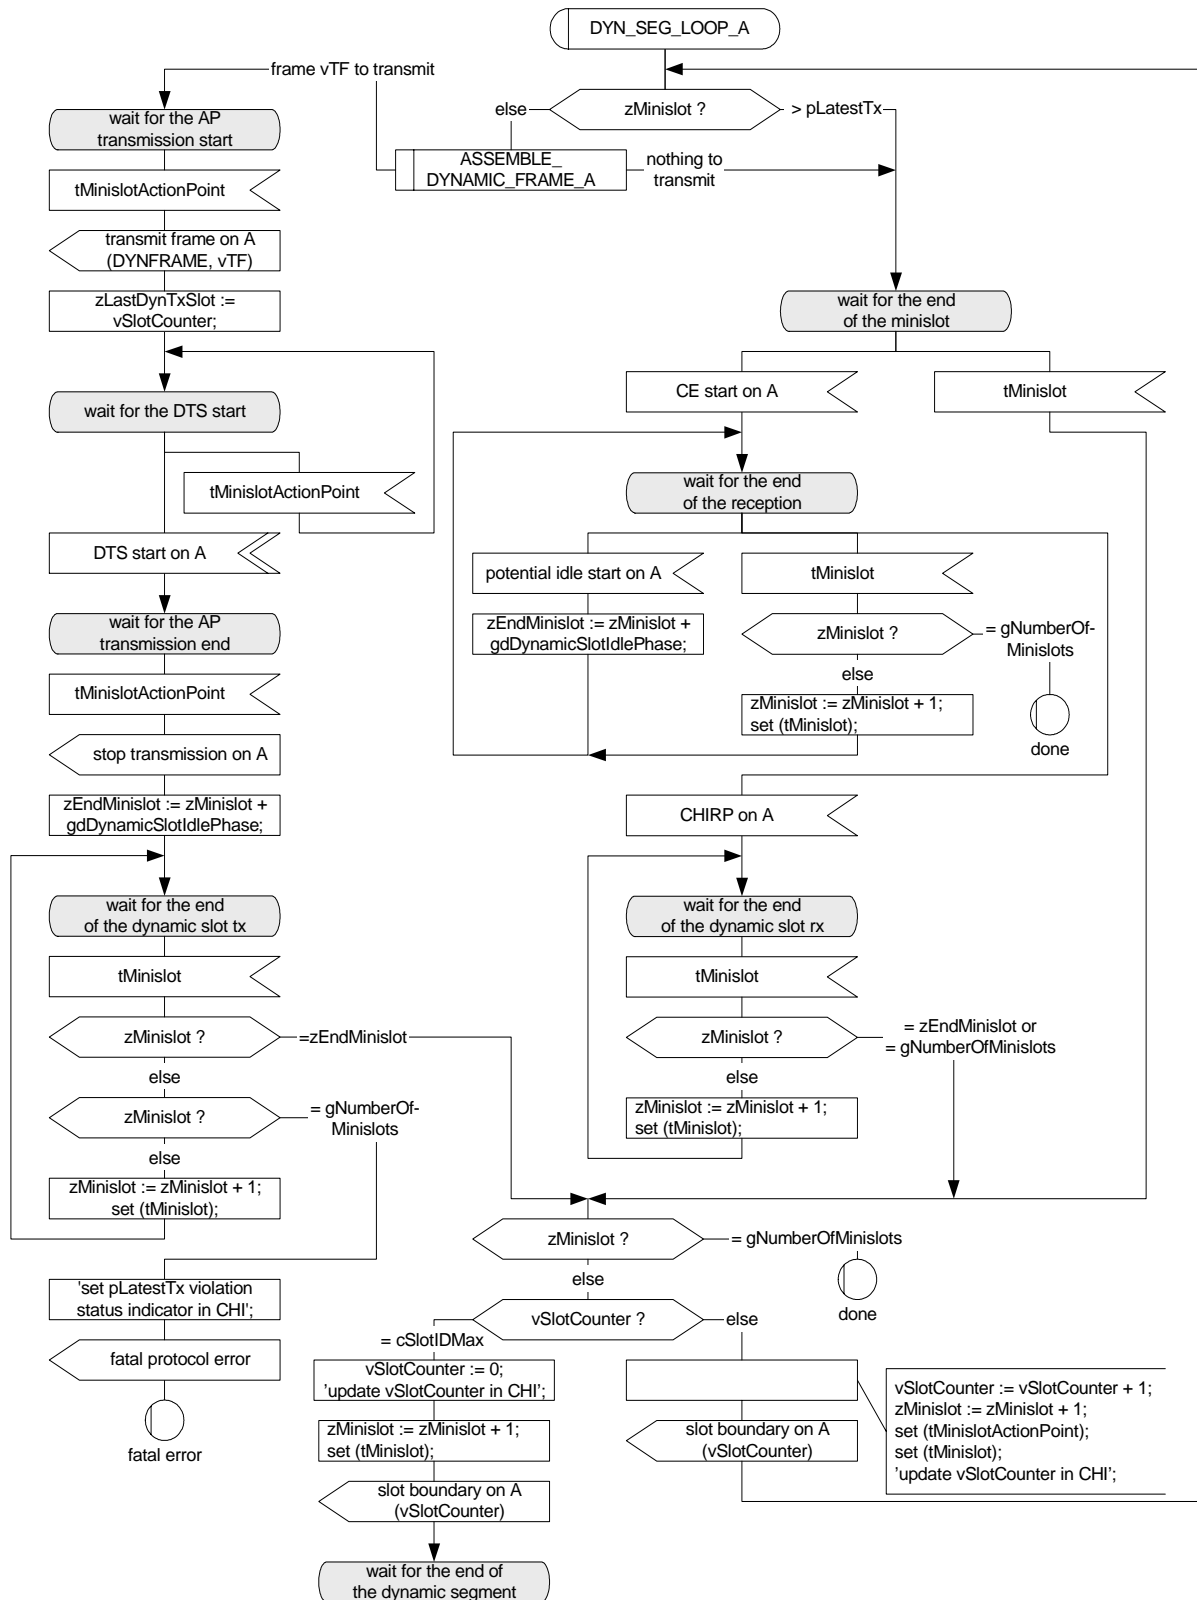 DYN_SEG_LOOP_A
frame vTF to transmit
zMinislot ?
else
> pLatestTx
wait for the AP
transmission start
ASSEMBLE_
DYNAMIC_FRAME_A
nothing to
transmit
tMinislotActionPoint
transmit frame on A
(DYNFRAME, vTF)
zLastDynTxSlot :=
vSlotCounter;
wait for the end
of the minislot
CE start on A
tMinislot
wait for the DTS start
tMinislotActionPoint
wait for the end
of the reception
DTS start on A
potential idle start on A
tMinislot
wait for the AP
transmission end
zEndMinislot := zMinislot +
gdDynamicSlotIdlePhase;
zMinislot ?
= gNumberOf-
Minislots
else
tMinislotActionPoint
zMinislot := zMinislot + 1;
set (tMinislot);
done
stop transmission on A
zEndMinislot := zMinislot +
gdDynamicSlotIdlePhase;
CHIRP on A
wait for the end
of the dynamic slot tx
wait for the end
of the dynamic slot rx
tMinislot
tMinislot
zMinislot ?
=zEndMinislot
zMinislot ?
= zEndMinislot or
= gNumberOfMinislots
else
else
zMinislot ?
= gNumberOf-
Minislots
zMinislot := zMinislot + 1;
set (tMinislot);
else
zMinislot := zMinislot + 1;
set (tMinislot);
zMinislot ?
= gNumberOfMinislots
else
done
'set pLatestTx violation
status indicator in CHI';
vSlotCounter ?
else
= cSlotIDMax
fatal protocol error
vSlotCounter := 0;
'update vSlotCounter in CHI';
vSlotCounter := vSlotCounter + 1;
zMinislot := zMinislot + 1;
set (tMinislotActionPoint);
set (tMinislot);
'update vSlotCounter in CHI';
fatal error
zMinislot := zMinislot + 1;
set (tMinislot);
slot boundary on A
(vSlotCounter)
slot boundary on A
(vSlotCounter)
wait for the end of
the dynamic segment